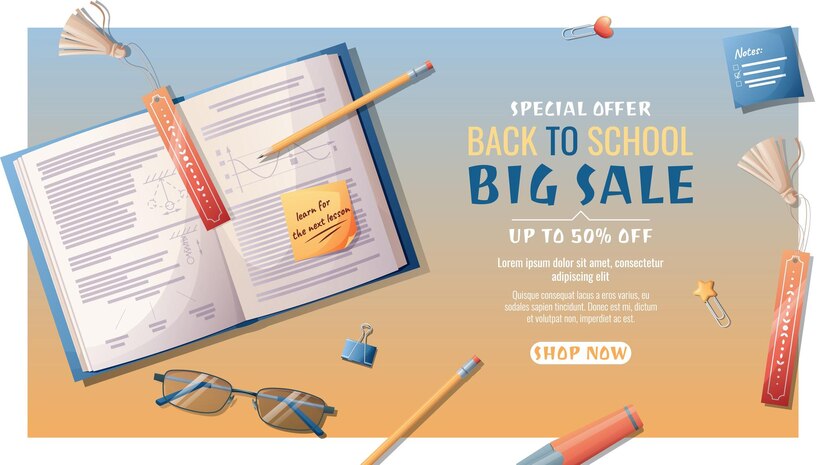 SPECIAL OFFER
BACK TO SCHOOL
BIG SALE
UP TO 50% OFF
Lorem ipsum dolor sit amet, consectetur
adipiscing elit
Quisque consequat lacus a eros varius, eu
sodales sapien tincidunt. Donec dictum
et volutpat non, imperdiet ac est.
SHOP NOW
Notes:
learn for
the next lesson